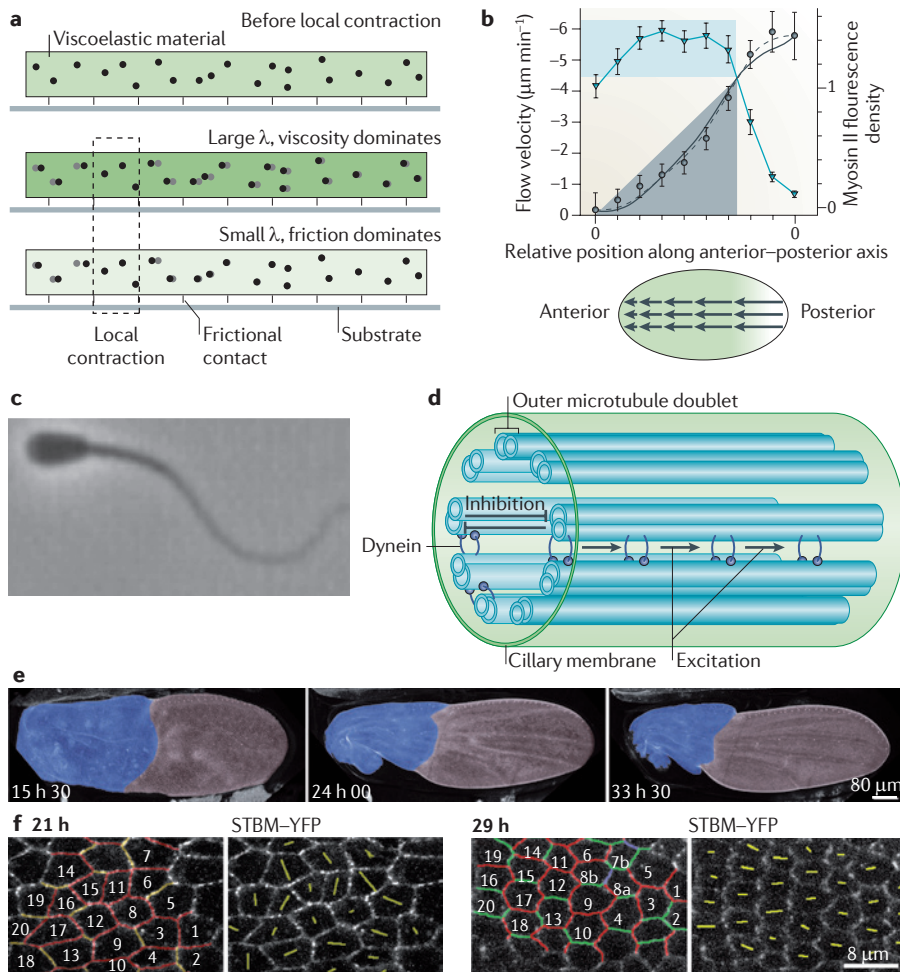 a
Before local contraction
Viscoelastic material
Large λ, viscosity dominates
Small λ, friction dominates
Local
contraction
Frictional
contact
Substrate
b
Flow velocity (μm min⁻¹)
–6
–5
–4
–3
–2
–1
0
1
0
Myosin II flourescence
density
0
0
Relative position along anterior–posterior axis
Anterior
Posterior
c
d
Outer microtubule doublet
Inhibition
Dynein
Cillary membrane
Excitation
e
15 h 30
24 00
33 30
80 μm
f 21 h
STBM–YFP
7
14
6
15 11
19
5
18 16
12 8
1
20 17
3
9
18 13
4 2
10
29 h
STBM–YFP
6
14
7b
19
11
5
15
8b
16
12
8a
1
17
9
3
20
4
2
13
18
10
8 μm